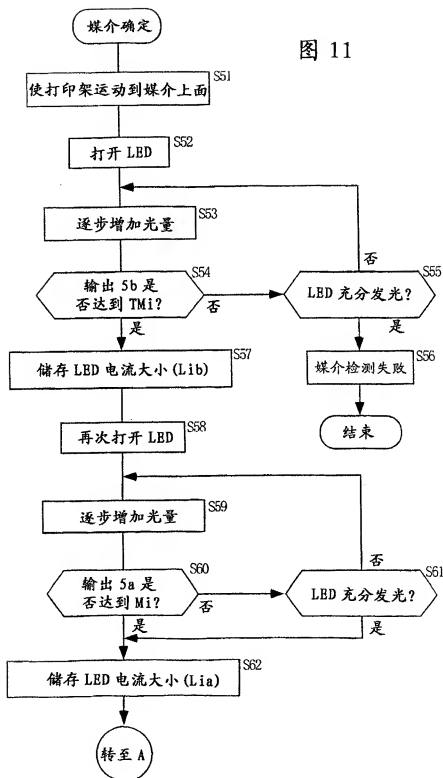 媒介确定
图 11
S51
使打印架运动到媒介上面
S52
打开 LED
S53
逐步增加光量
S54
输出 5b 是
否达到 TMi?
否
是
S55
LED 充分发光?
否
是
S56
媒介检测失败
结束
S57
储存 LED 电流大小(Lib)
S58
再次打开 LED
S59
逐步增加光量
S60
输出 5a 是
否达到 Mi?
否
是
S61
LED 充分发光?
否
是
S62
储存 LED 电流大小(Lia)
转至 A